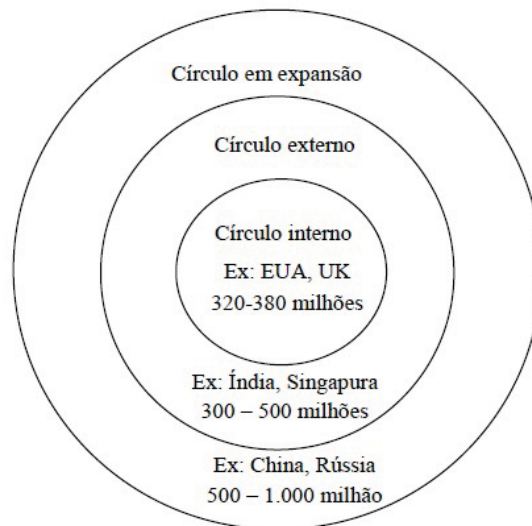 Círculo em expansão
Círculo externo
Círculo interno
Ex: EUA, UK
320-380 milhões
Ex: Índia, Singapura
300 – 500 milhões
Ex: China, Rússia
500 – 1.000 milhão